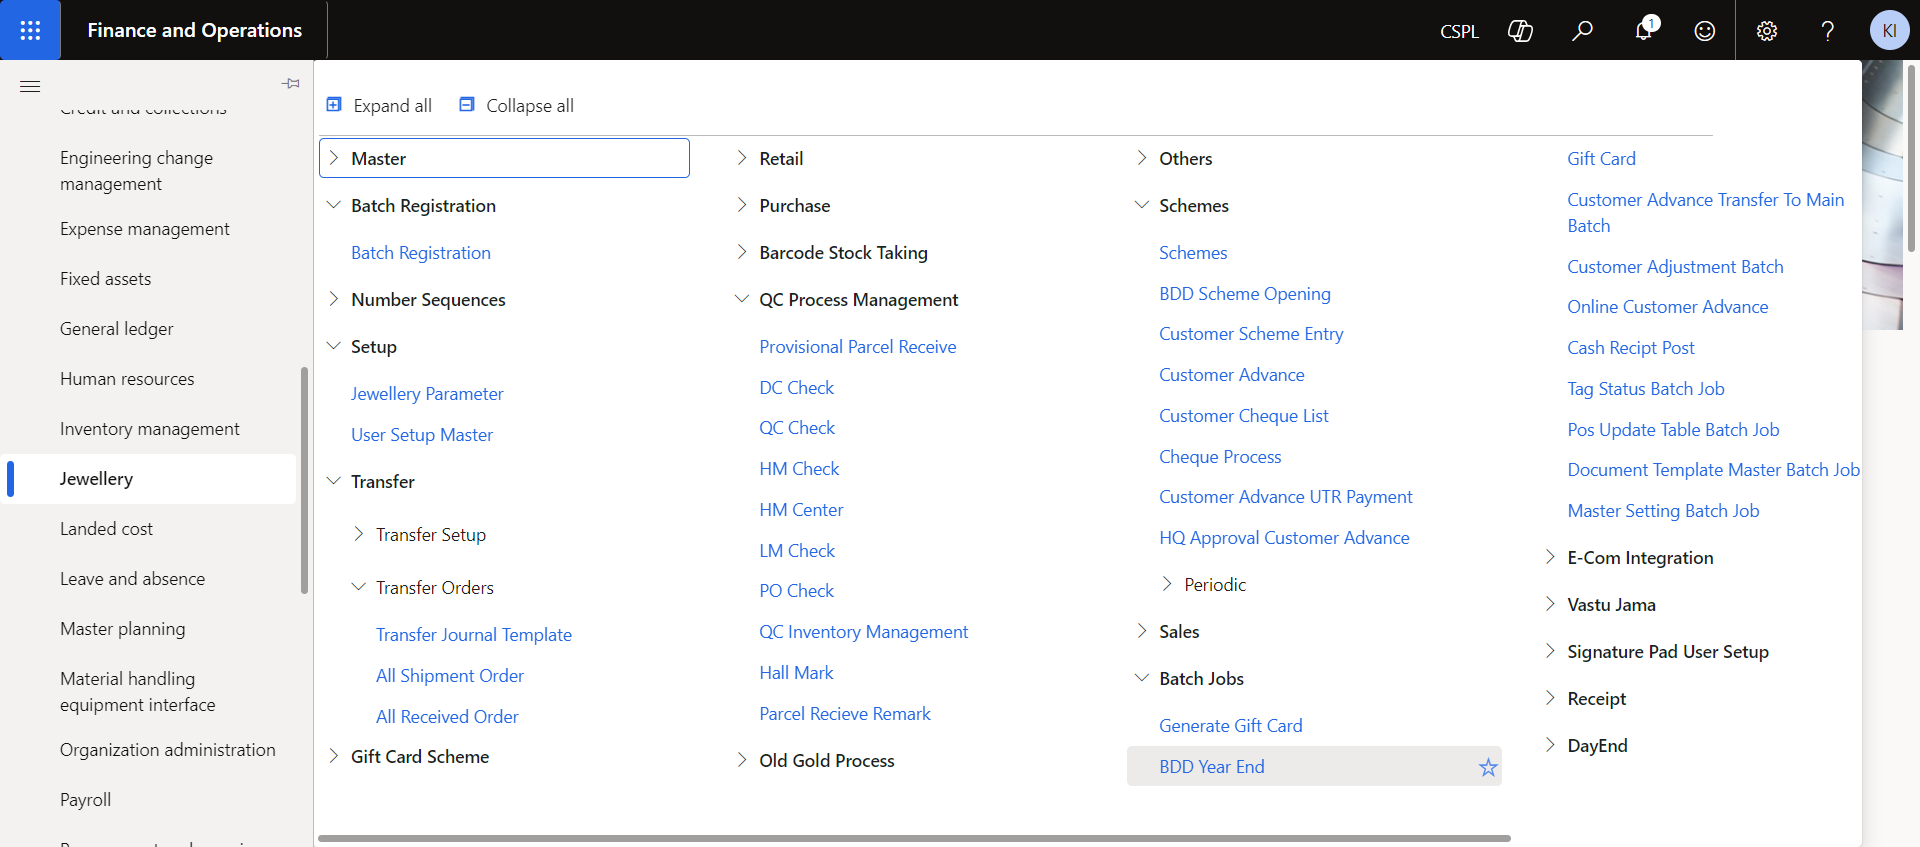 Finance and Operations
CSPL
1
KI
Credit and collections
Engineering change
management
Expense management
Fixed assets
General ledger
Human resources
Inventory management
Jewellery
Landed cost
Leave and absence
Master planning
Material handling
equipment interface
Organization administration
Payroll
Expand all
Collapse all
Master
Batch Registration
Batch Registration
Number Sequences
Setup
Jewellery Parameter
User Setup Master
Transfer
Transfer Setup
Transfer Orders
Transfer Journal Template
All Shipment Order
All Received Order
Gift Card Scheme
Retail
Purchase
Barcode Stock Taking
QC Process Management
Provisional Parcel Receive
DC Check
QC Check
HM Check
HM Center
LM Check
PO Check
QC Inventory Management
Hall Mark
Parcel Recieve Remark
Old Gold Process
Others
Schemes
Schemes
BDD Scheme Opening
Customer Scheme Entry
Customer Advance
Customer Cheque List
Cheque Process
Customer Advance UTR Payment
HQ Approval Customer Advance
Periodic
Sales
Batch Jobs
Generate Gift Card
BDD Year End
Gift Card
Customer Advance Transfer To Main
Batch
Customer Adjustment Batch
Online Customer Advance
Cash Recipt Post
Tag Status Batch Job
Pos Update Table Batch Job
Document Template Master Batch Job
Master Setting Batch Job
E-Com Integration
Vastu Jama
Signature Pad User Setup
Receipt
DayEnd